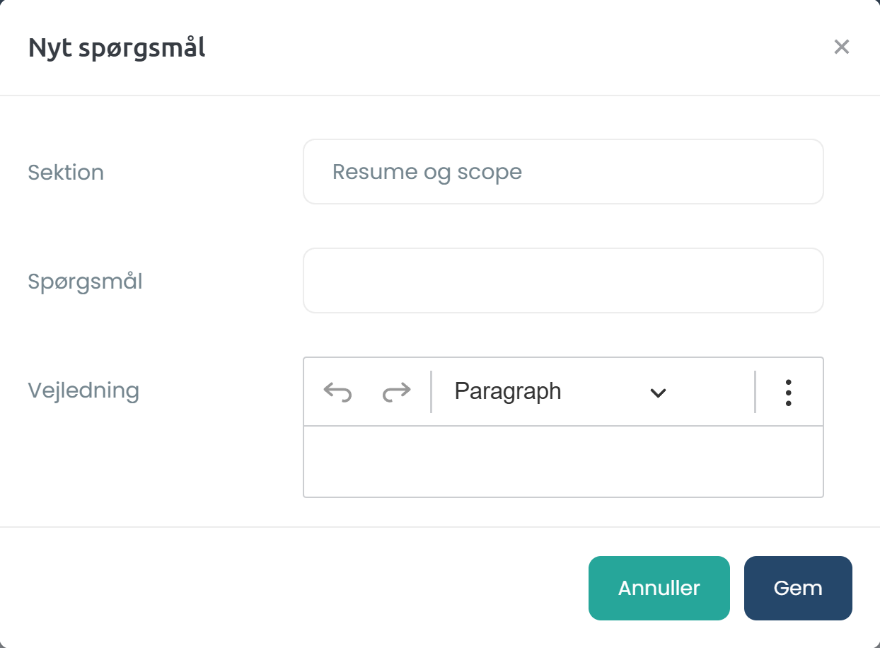 Nyt spørgsmål
Sektion
Resume og scope
Spørgsmål
Vejledning
Paragraph
Annuller
Gem